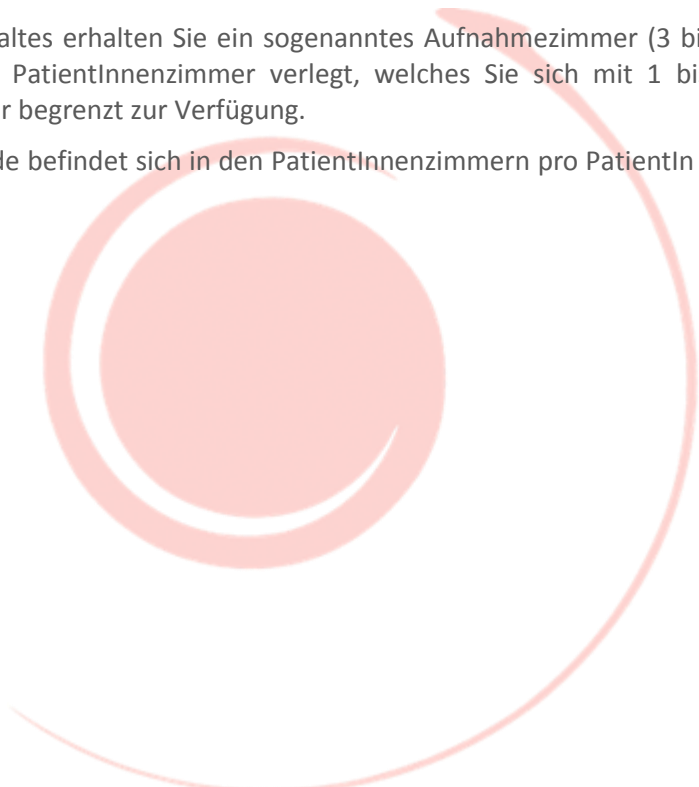 altes erhalten Sie ein sogenanntes Aufnahmezimmer (3 bi
PatientInnenzimmer verlegt, welches Sie sich mit 1 bi
r begrenzt zur Verfügung.
de befindet sich in den PatientInnenzimmern pro PatientIn